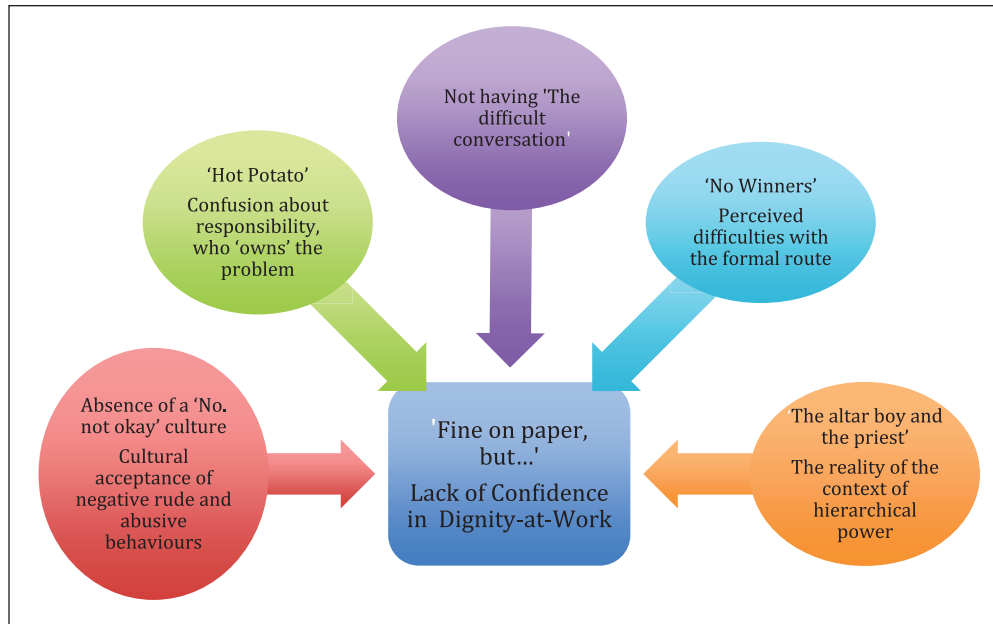 Absence of a ‘No.
not okay’ culture
Cultural
acceptance of
negative rude and
abusive
behaviours
‘Hot Potato’
Confusion about
responsibility,
who ‘owns’ the
problem
Not having 'The
difficult
conversation'
‘No Winners’
Perceived
difficulties with
the formal route
'The altar boy and
the priest’
The reality of the
context of
hierarchical
power
'Fine on paper,
but…'
Lack of Confidence
in Dignity-at-Work